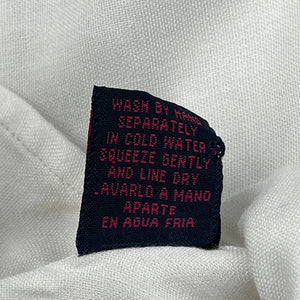 WASH BY HAND
SEPARATELY
IN COLD WATER
SQUEEZE GENTLY
AND LINE DRY
LAVARLO A MANO
APARTE
EN AGUA FRIA